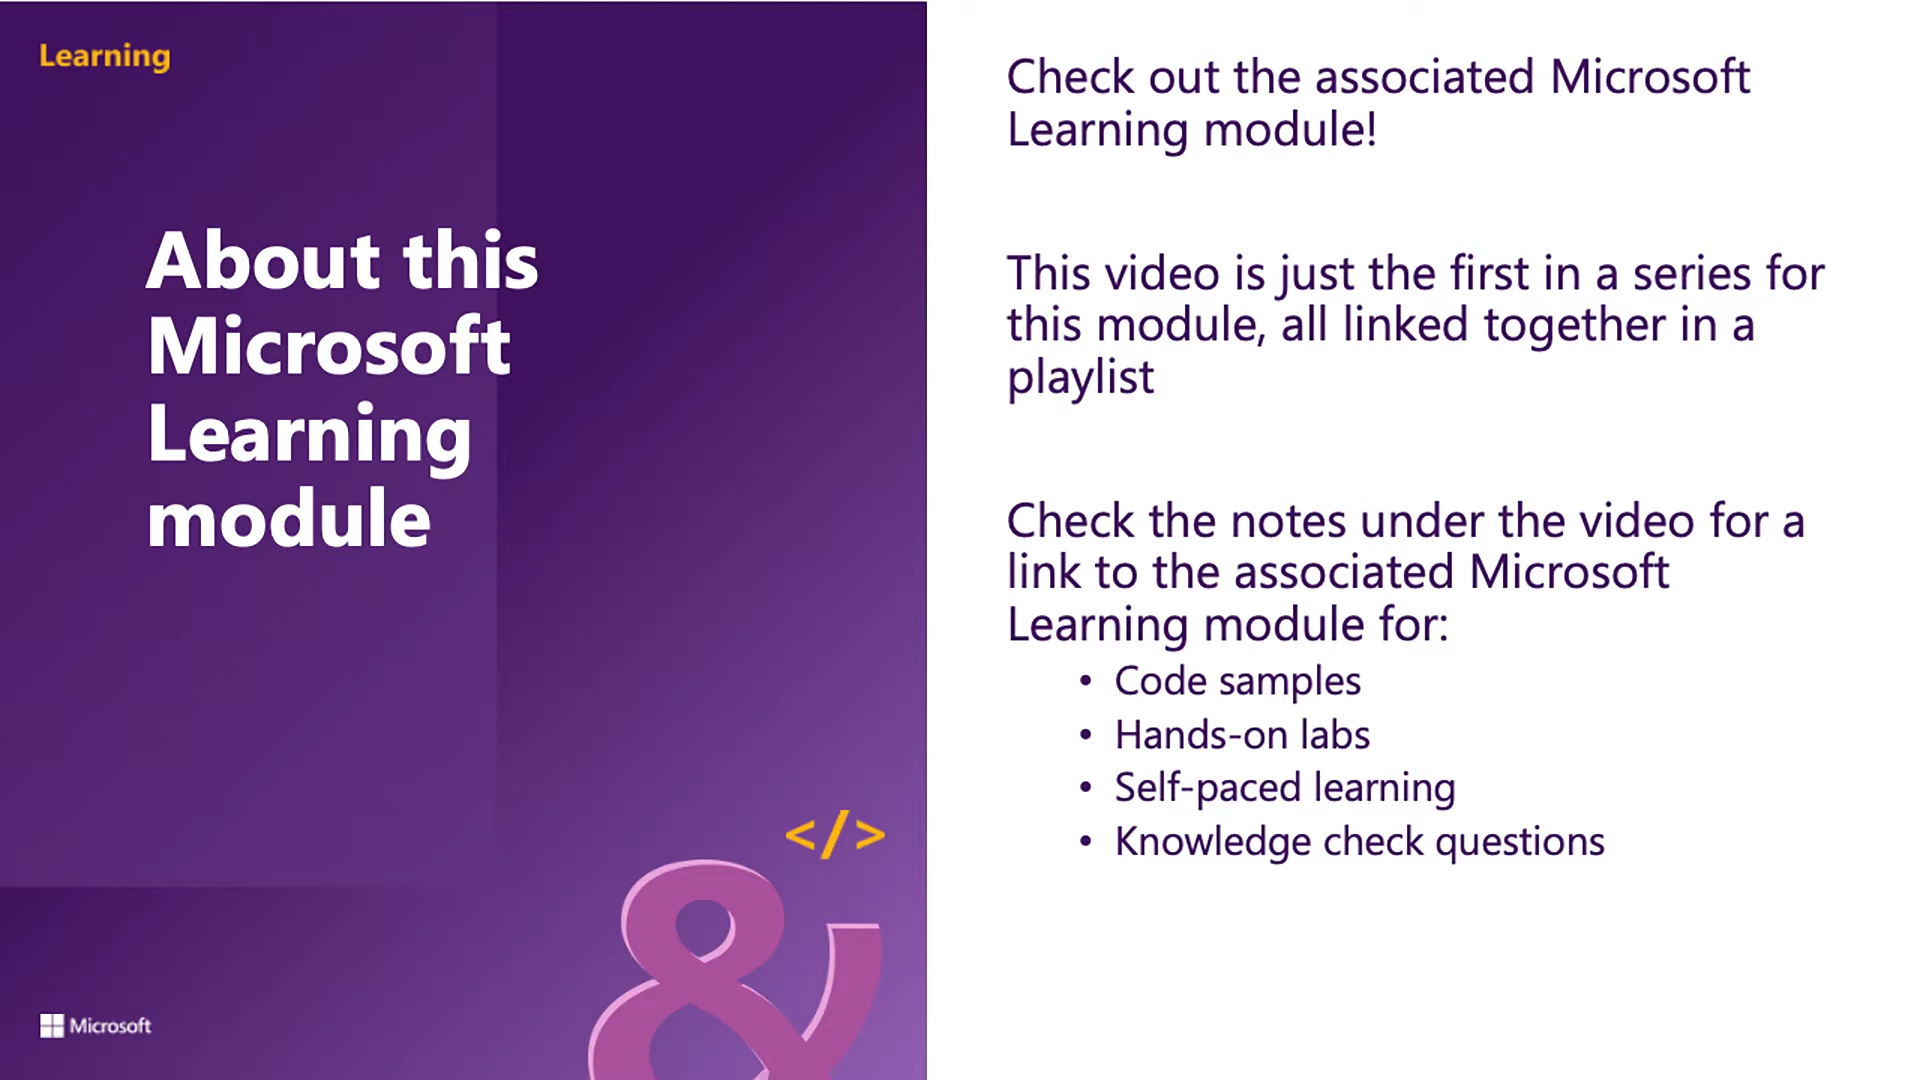 Learning
About this
Microsoft
Learning
module
</>
&
Microsoft
Check out the associated Microsoft
Learning module!
This video is just the first in a series for
this module, all linked together in a
playlist
Check the notes under the video for a
link to the associated Microsoft
Learning module for:
• Code samples
• Hands-on labs
• Self-paced learning
• Knowledge check questions